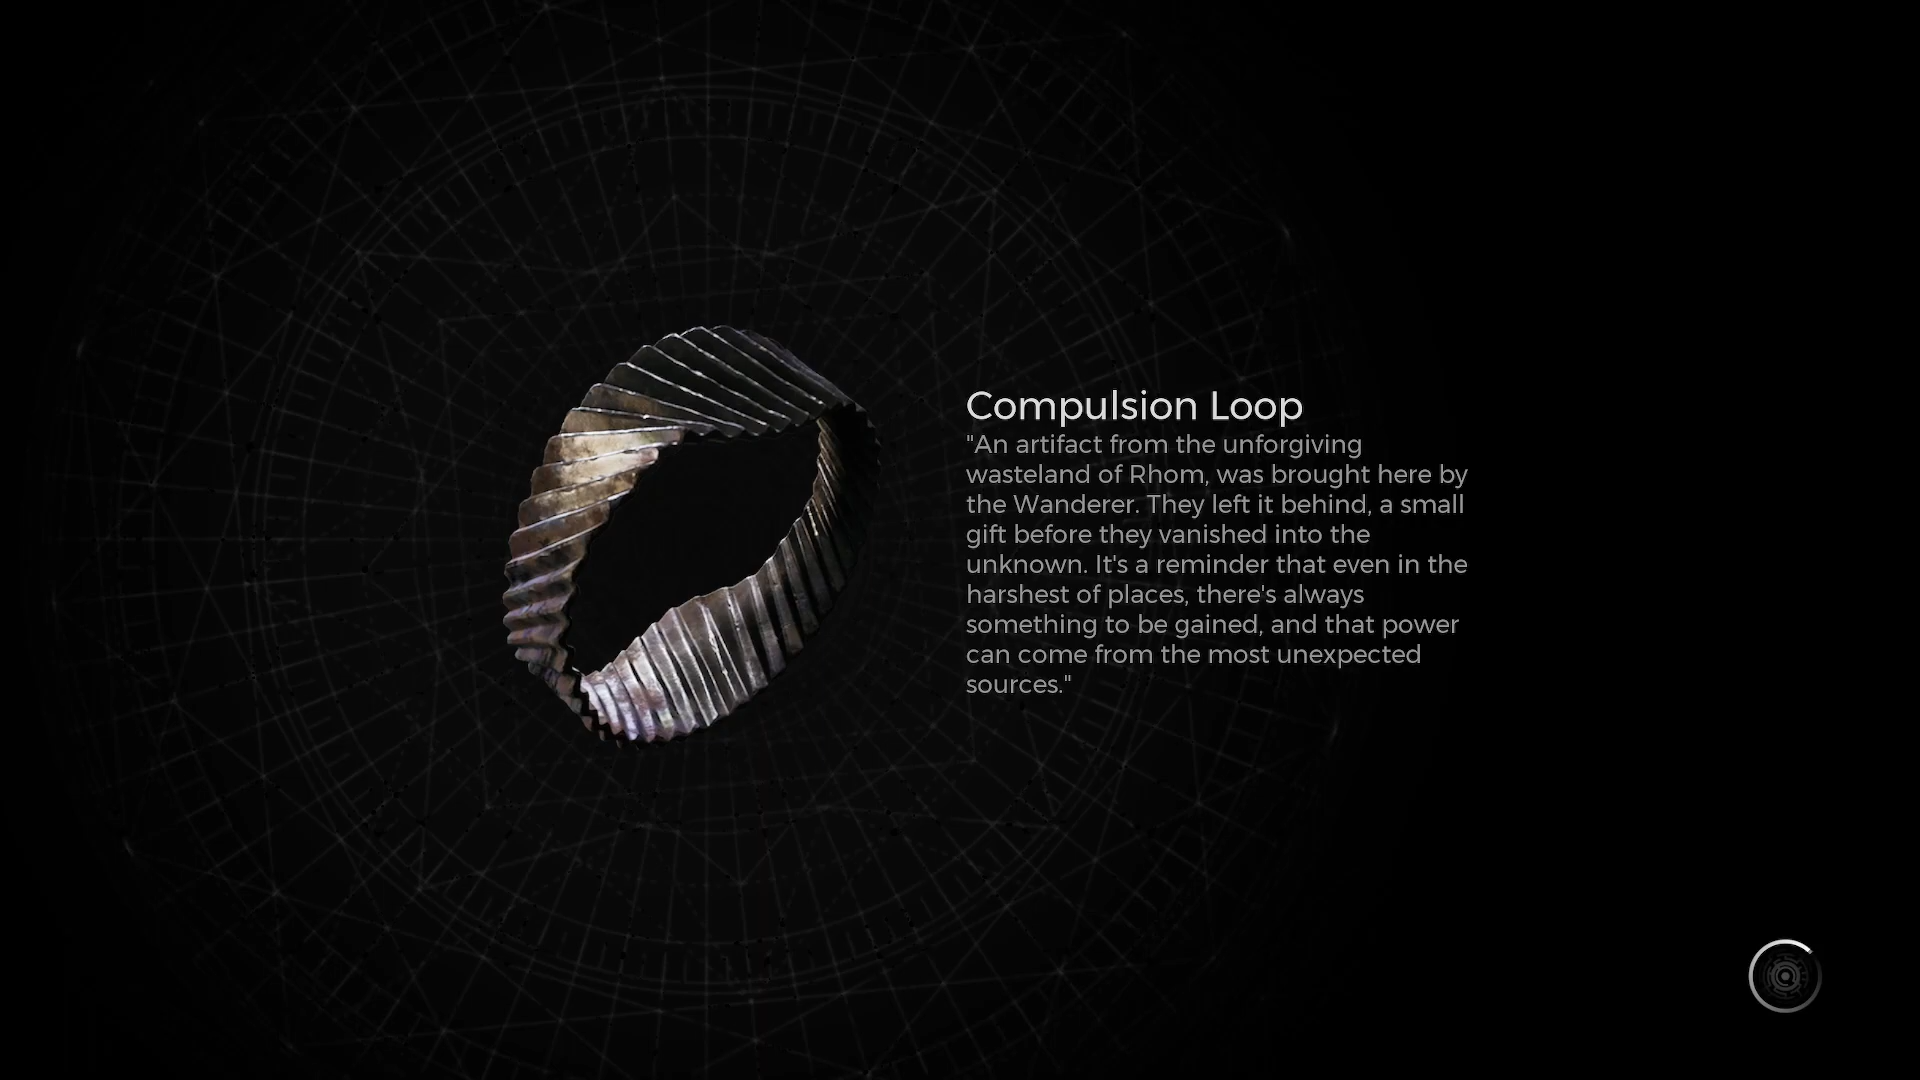 Compulsion Loop
"An artifact from the unforgiving
wasteland of Rhom, was brought here by
the Wanderer. They left it behind, a small
gift before they vanished into the
unknown. It's a reminder that even in the
harshest of places, there's always
something to be gained, and that power
can come from the most unexpected
sources."